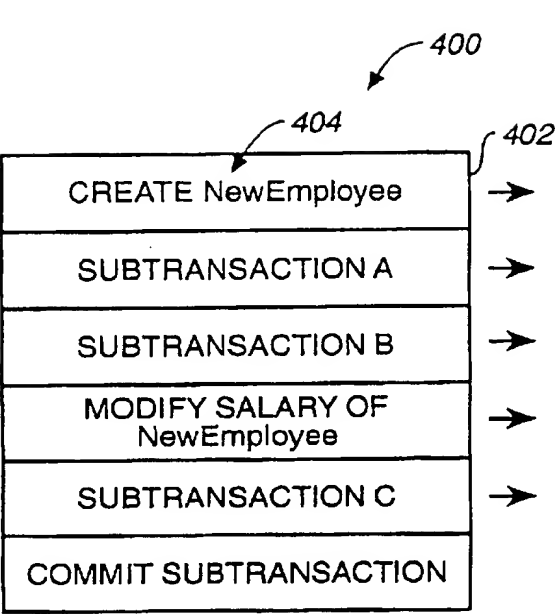 400
404
402
CREATE NewEmployee
SUBTRANSACTION A
SUBTRANSACTION B
MODIFY SALARY OF
NewEmployee
SUBTRANSACTION C
COMMIT SUBTRANSACTION